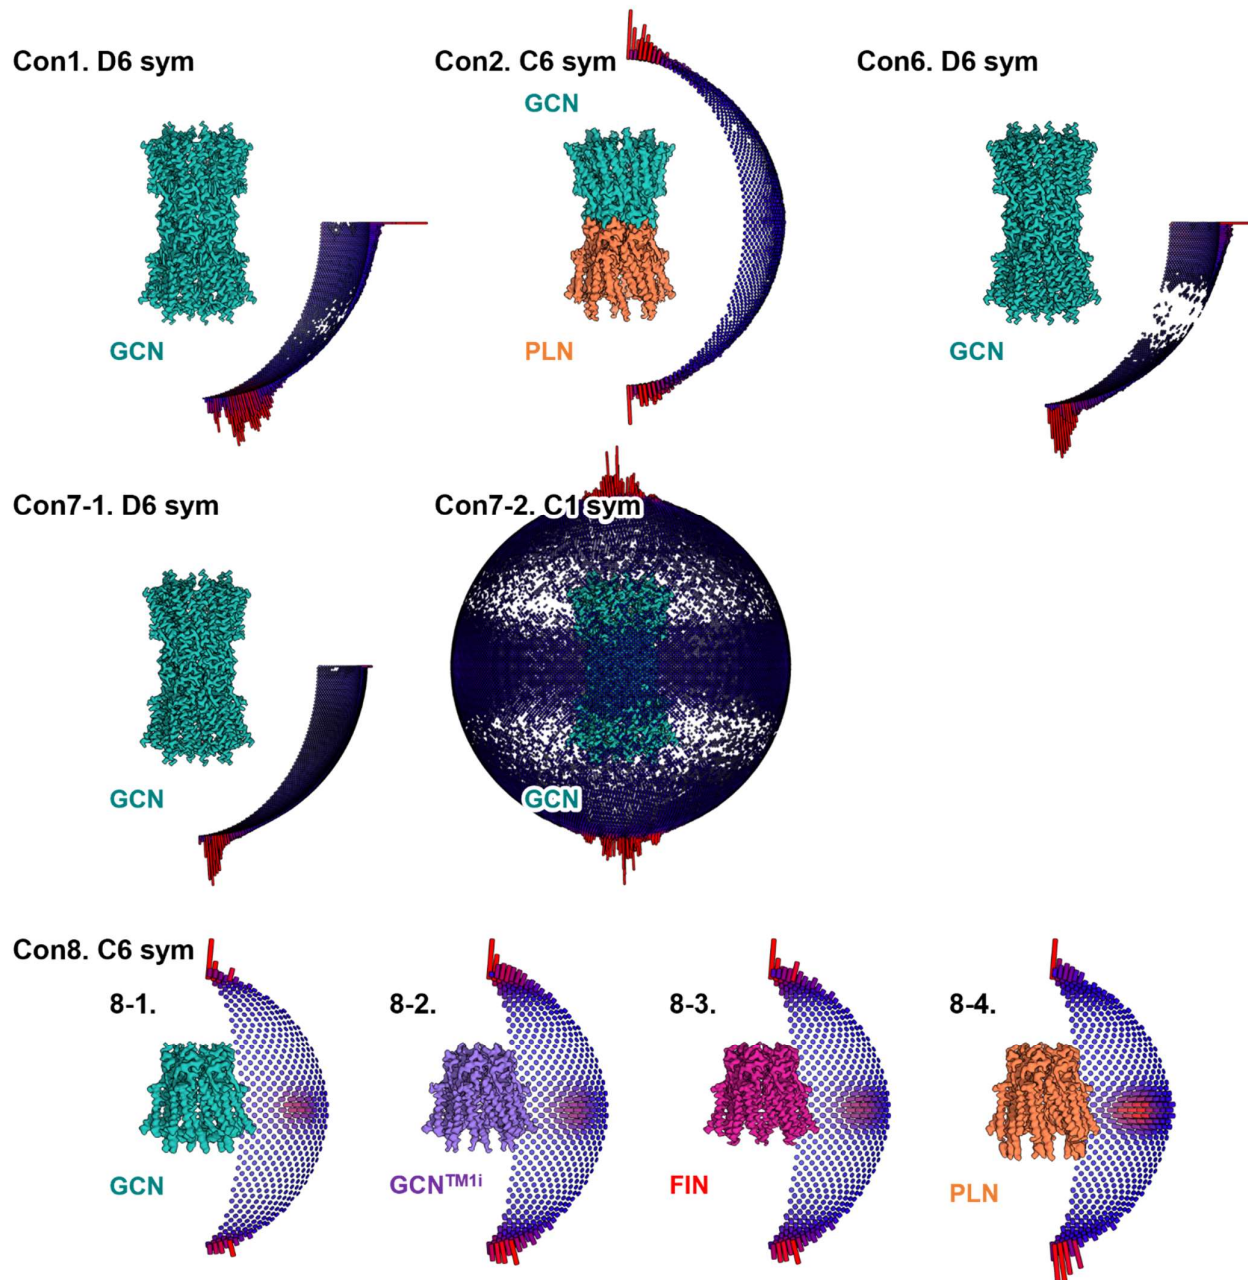 Con1. D6 sym
Con2. C6 sym
Con6. D6 sym
GCN
GCN
PLN
GCN
Con7-1. D6 sym
Con7-2. C1 sym
GCN
GCN
Con8. C6 sym
8-1.
8-2.
8-3.
8-4.
GCN
GCNTM1i
FIN
PLN